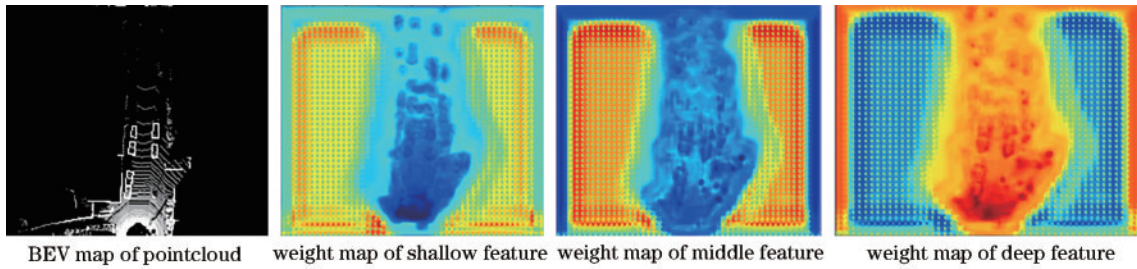 BEV map of pointcloud
weight map of shallow feature
weight map of middle feature
weight map of deep feature